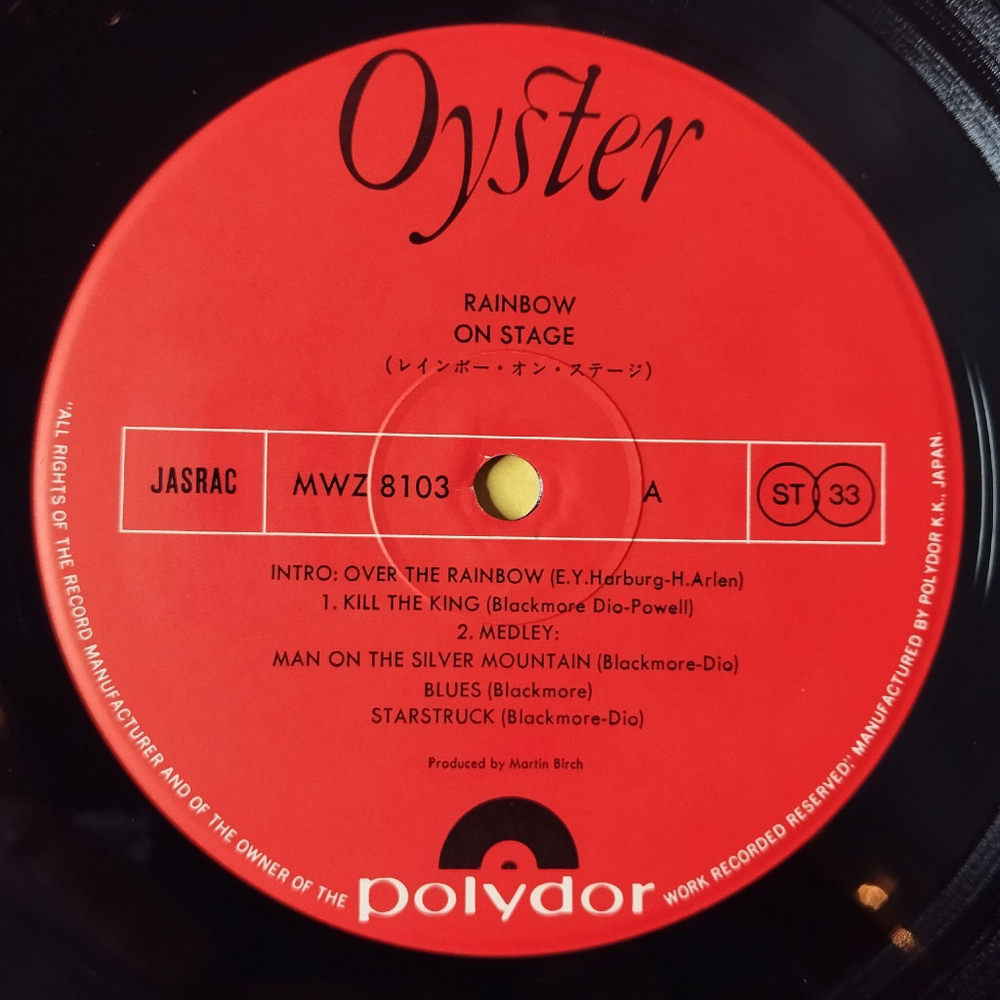 Oyster
RAINBOW
ON STAGE
(レインボー・オン・ステージ)
JASRAC
MWZ 8103
A
ST 33
INTRO: OVER THE RAINBOW (E.Y.Harburg-H.Arlen)
1. KILL THE KING (Blackmore Dio-Powell)
2. MEDLEY:
MAN ON THE SILVER MOUNTAIN (Blackmore-Dio)
BLUES (Blackmore)
STARSTRUCK (Blackmore-Dio)
Produced by Martin Birch
polydor
"ALL RIGHTS OF THE RECORD MANUFACTURER AND OF THE OWNER OF THE WORK RECORDED RESERVED." MANUFACTURED BY POLYDOR K.K., JAPAN.